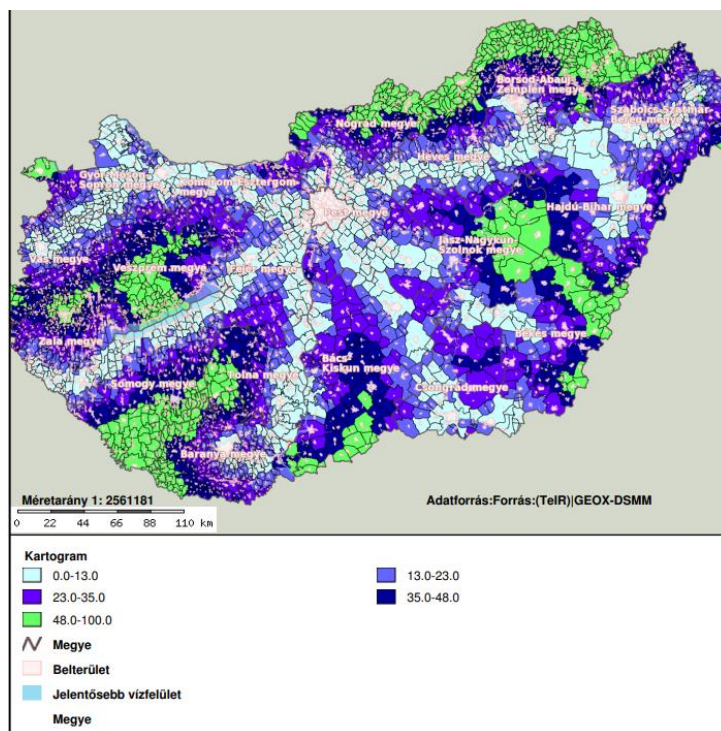 Borsod-Abauj-
Zemplén megye
Szabolcs-Szatmár-
Bereg megye
Nógrád megye
Heves megye
Győr-Moson-
Sopron megye
Komárom-Esztergom
megye
Pest megye
Hajdú-Bihar megye
Jász-Nagykun-
Szolnok megye
Vas megye
Veszprém megye
Fejér megye
Zala megye
Békés megye
Bács-
Kiskun megye
Tolna megye
Somogy megye
Csongrád megye
Baranya megye
Méretarány 1: 2561181
Adatforrás:Forrás:(TeIR)|GEOX-DSMM
0 22 44 66 88 110 km
Kartogram
0.0-13.0
13.0-23.0
23.0-35.0
35.0-48.0
48.0-100.0
Megye
Belterület
Jelentősebb vízfelület
Megye